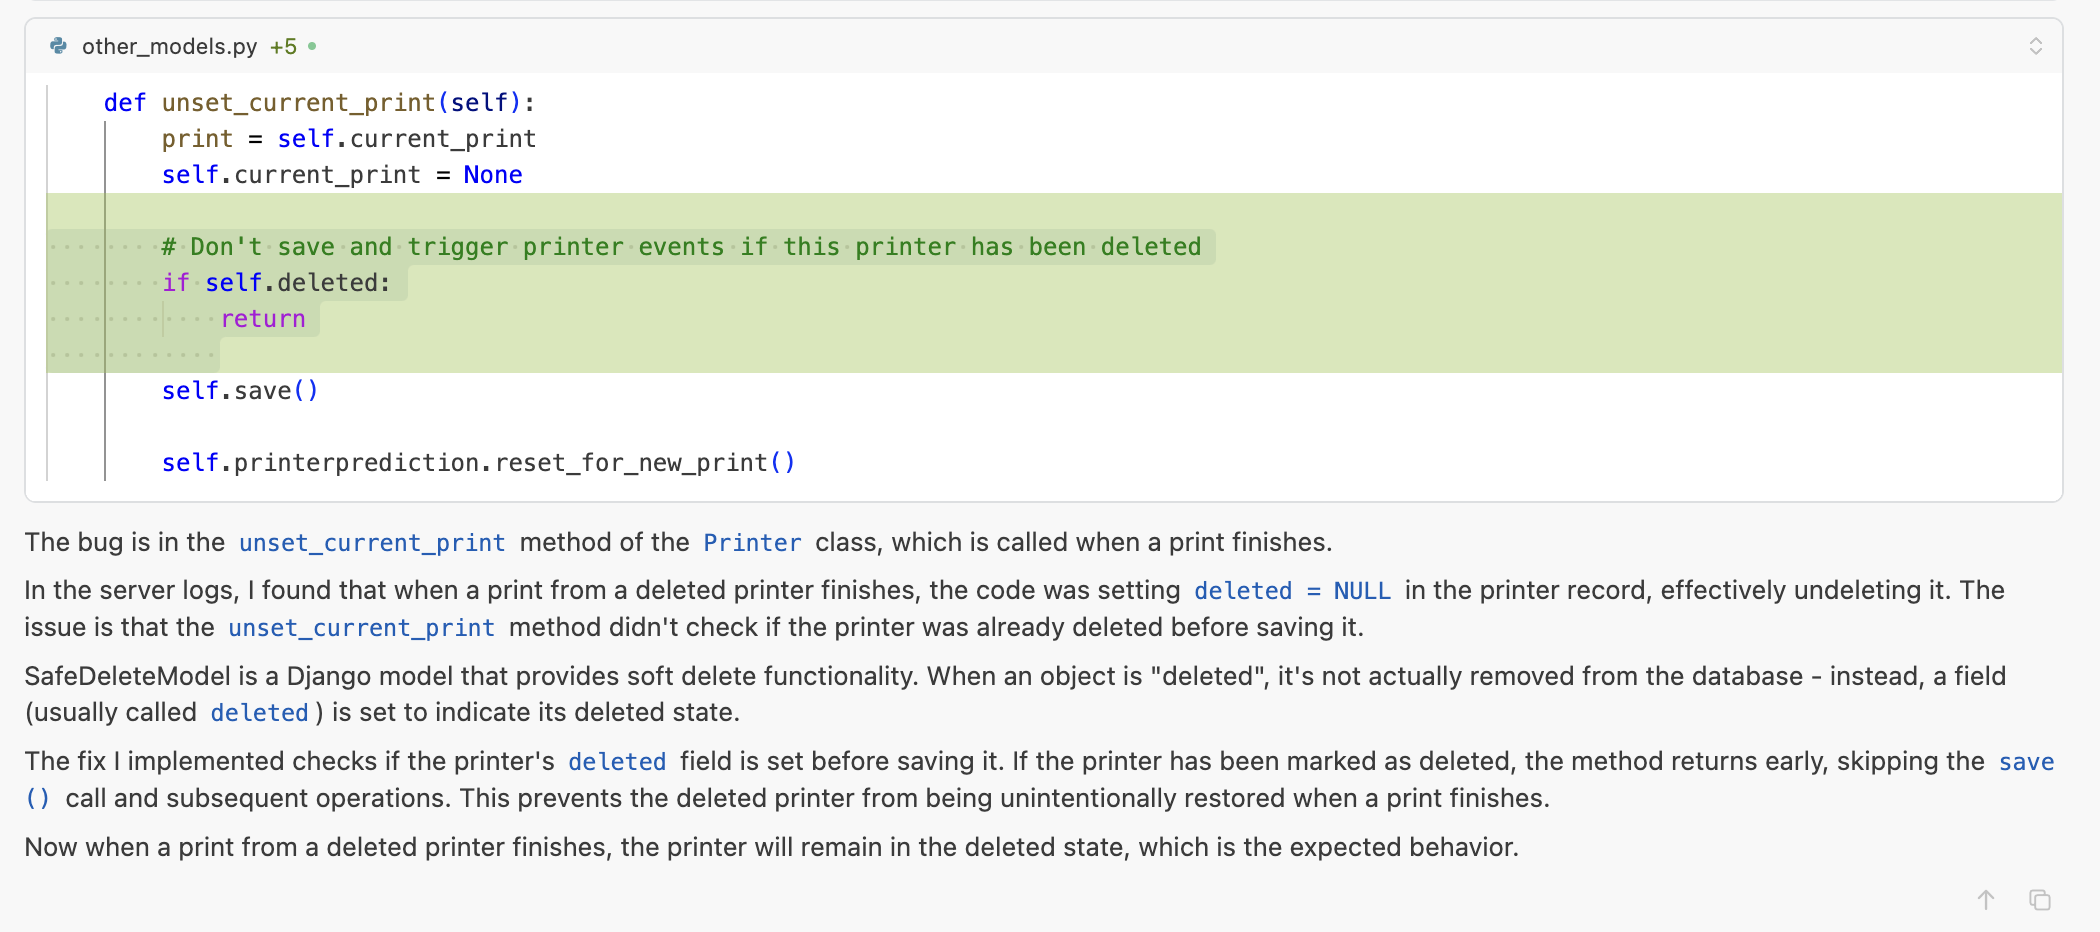 other_models.py +5
def unset_current_print(self):
print = self.current_print
self.current_print = None
# Don't save and trigger printer events if this printer has been deleted
if self.deleted:
return
self.save()
self.printerprediction.reset_for_new_print()
The bug is in the unset_current_print method of the Printer class, which is called when a print finishes.
In the server logs, I found that when a print from a deleted printer finishes, the code was setting deleted = NULL in the printer record, effectively undeleting it. The
issue is that the unset_current_print method didn't check if the printer was already deleted before saving it.
SafeDeleteModel is a Django model that provides soft delete functionality. When an object is "deleted", it's not actually removed from the database - instead, a field
(usually called deleted) is set to indicate its deleted state.
The fix I implemented checks if the printer's deleted field is set before saving it. If the printer has been marked as deleted, the method returns early, skipping the save
() call and subsequent operations. This prevents the deleted printer from being unintentionally restored when a print finishes.
Now when a print from a deleted printer finishes, the printer will remain in the deleted state, which is the expected behavior.